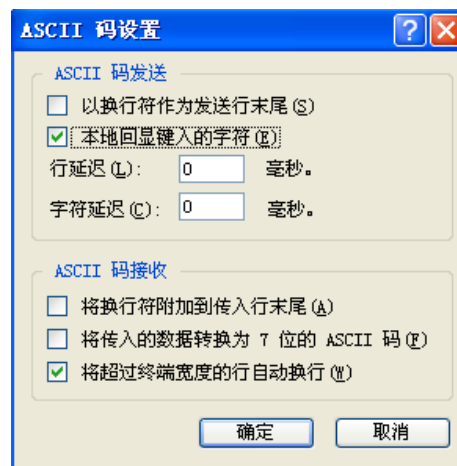 ASCII 码设置
ASCII 码发送
以换行符作为发送行末尾(S)
本地回显键入的字符(E)
行延迟(L): 0 毫秒。
字符延迟(C): 0 毫秒。
ASCII 码接收
将换行符附加到传入行末尾(A)
将传入的数据转换为 7 位的 ASCII 码(F)
将超过终端宽度的行自动换行(W)
确定 取消